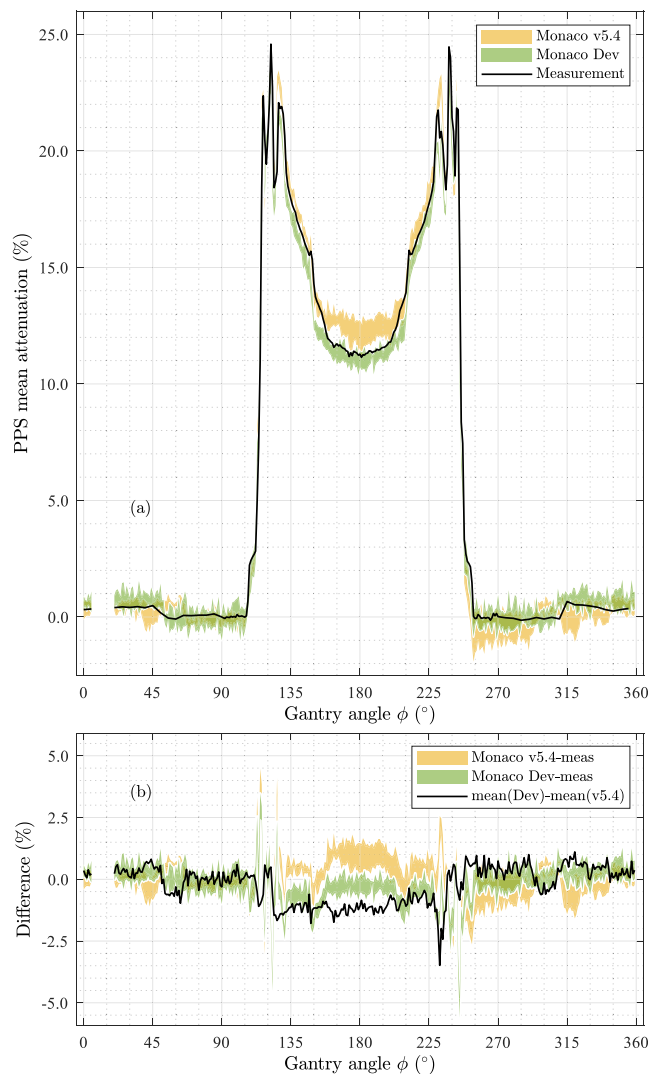 25.0
20.0
15.0
10.0
5.0
0.0
PPS mean attenuation (%)
Monaco v5.4
Monaco Dev
Measurement
(a)
0 45 90 135 180 225 270 315 360
Gantry angle ϕ (°)
5.0
2.5
0.0
-2.5
-5.0
Difference (%)
(b)
Monaco v5.4-meas
Monaco Dev-meas
mean(Dev)-mean(v5.4)
0 45 90 135 180 225 270 315 360
Gantry angle ϕ (°)